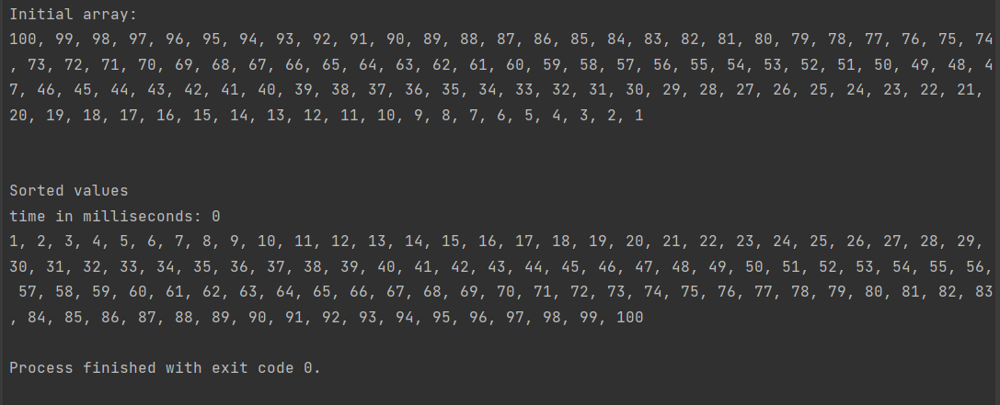 Initial array:
100, 99, 98, 97, 96, 95, 94, 93, 92, 91, 90, 89, 88, 87, 86, 85, 84, 83, 82, 81, 80, 79, 78, 77, 76, 75, 74
, 73, 72, 71, 70, 69, 68, 67, 66, 65, 64, 63, 62, 61, 60, 59, 58, 57, 56, 55, 54, 53, 52, 51, 50, 49, 48, 4
7, 46, 45, 44, 43, 42, 41, 40, 39, 38, 37, 36, 35, 34, 33, 32, 31, 30, 29, 28, 27, 26, 25, 24, 23, 22, 21,
20, 19, 18, 17, 16, 15, 14, 13, 12, 11, 10, 9, 8, 7, 6, 5, 4, 3, 2, 1
Sorted values
time in milliseconds: 0
1, 2, 3, 4, 5, 6, 7, 8, 9, 10, 11, 12, 13, 14, 15, 16, 17, 18, 19, 20, 21, 22, 23, 24, 25, 26, 27, 28, 29,
30, 31, 32, 33, 34, 35, 36, 37, 38, 39, 40, 41, 42, 43, 44, 45, 46, 47, 48, 49, 50, 51, 52, 53, 54, 55, 56,
57, 58, 59, 60, 61, 62, 63, 64, 65, 66, 67, 68, 69, 70, 71, 72, 73, 74, 75, 76, 77, 78, 79, 80, 81, 82, 83
, 84, 85, 86, 87, 88, 89, 90, 91, 92, 93, 94, 95, 96, 97, 98, 99, 100
Process finished with exit code 0.